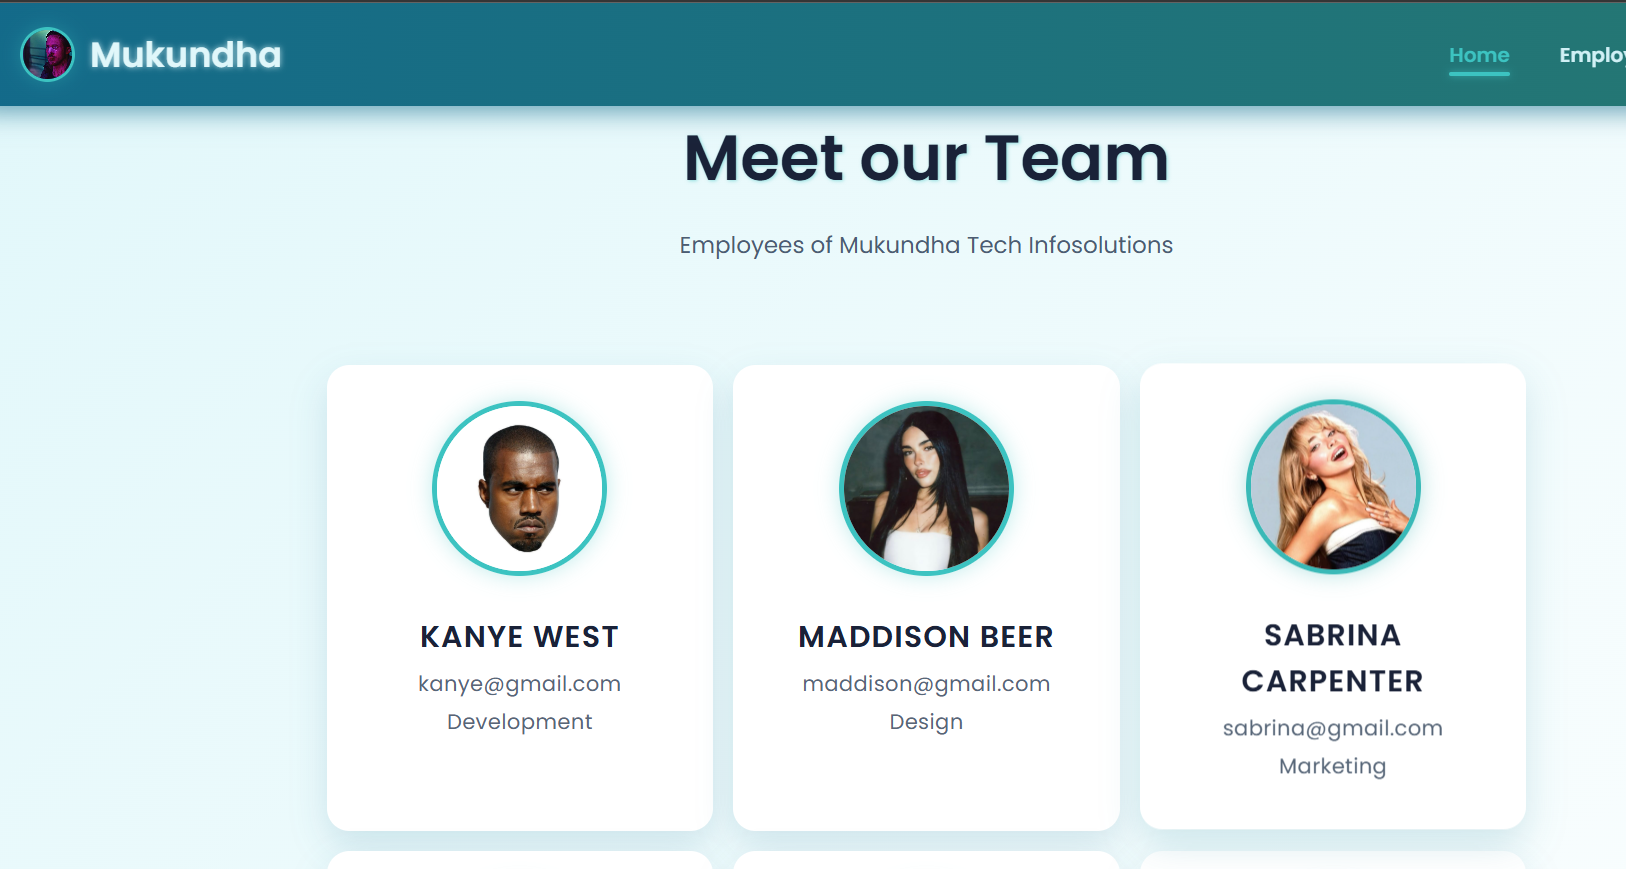 Mukundha
Home
Employ
Meet our Team
Employees of Mukundha Tech Infosolutions
KANYE WEST
kanye@gmail.com
Development
MADDISON BEER
maddison@gmail.com
Design
SABRINA
CARPENTER
sabrina@gmail.com
Marketing